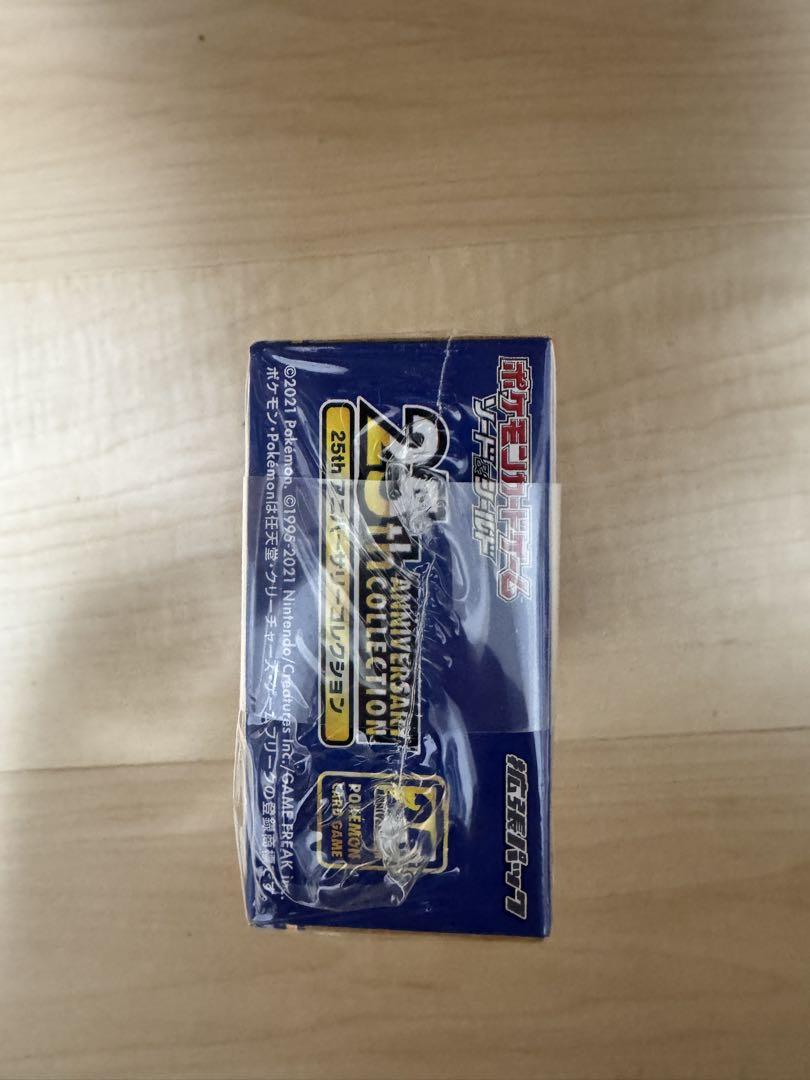 ポケモンカードゲーム
ソード&シールド
拡張パック
25th
ANNIVERSARY
COLLECTION
25th アニバーサリーコレクション
25
POKÉMON
CARD GAME
©2021 Pokémon. ©1995-2021 Nintendo/Creatures Inc./GAME FREAK inc.
ポケモン・Pokémonは任天堂・クリーチャーズ・ゲームフリークの登録商標です。